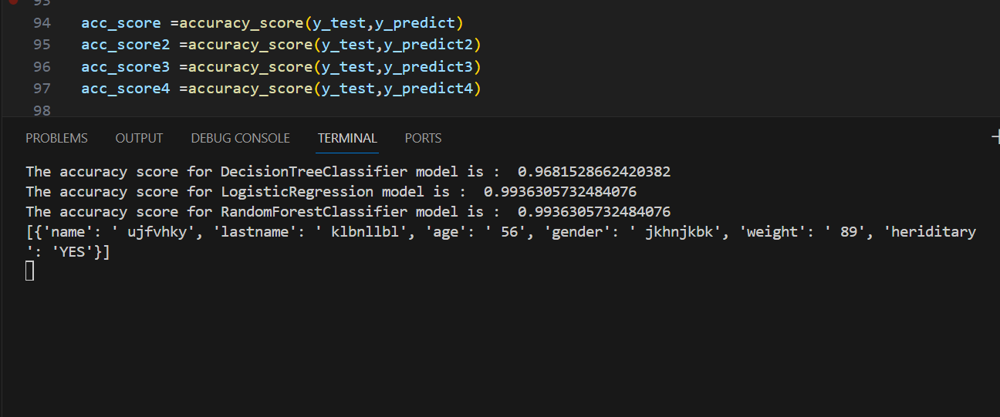 93
94 acc_score =accuracy_score(y_test,y_predict)
95 acc_score2 =accuracy_score(y_test,y_predict2)
96 acc_score3 =accuracy_score(y_test,y_predict3)
97 acc_score4 =accuracy_score(y_test,y_predict4)
98
PROBLEMS OUTPUT DEBUG CONSOLE TERMINAL PORTS
The accuracy score for DecisionTreeClassifier model is :  0.9681528662420382
The accuracy score for LogisticRegression model is :  0.9936305732484076
The accuracy score for RandomForestClassifier model is :  0.9936305732484076
[{'name': ' ujfvhky', 'lastname': ' klbnllbl', 'age': ' 56', 'gender': ' jkhnjkbk', 'weight': ' 89', 'heriditary
': 'YES'}]